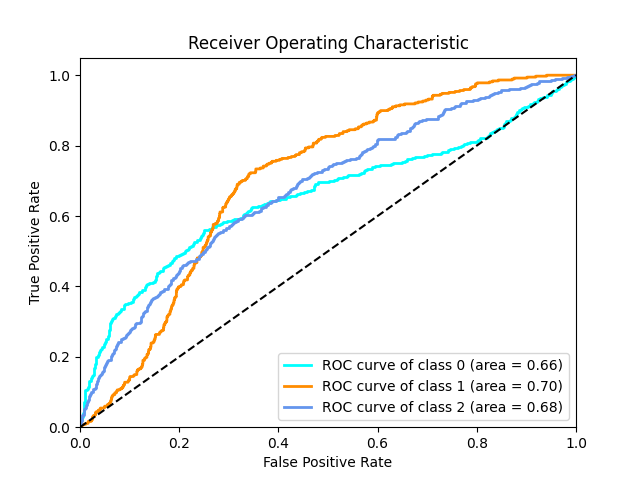 Receiver Operating Characteristic
True Positive Rate
1.0
0.8
0.6
0.4
0.2
0.0
ROC curve of class 0 (area = 0.66)
ROC curve of class 1 (area = 0.70)
ROC curve of class 2 (area = 0.68)
0.0 0.2 0.4 0.6 0.8 1.0
False Positive Rate